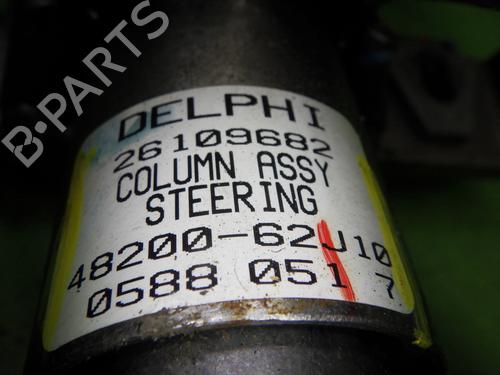 DELPHI
26109682
COLUMN ASSY
STEERING
48200-62J10
0588 051 7
B-PARTS